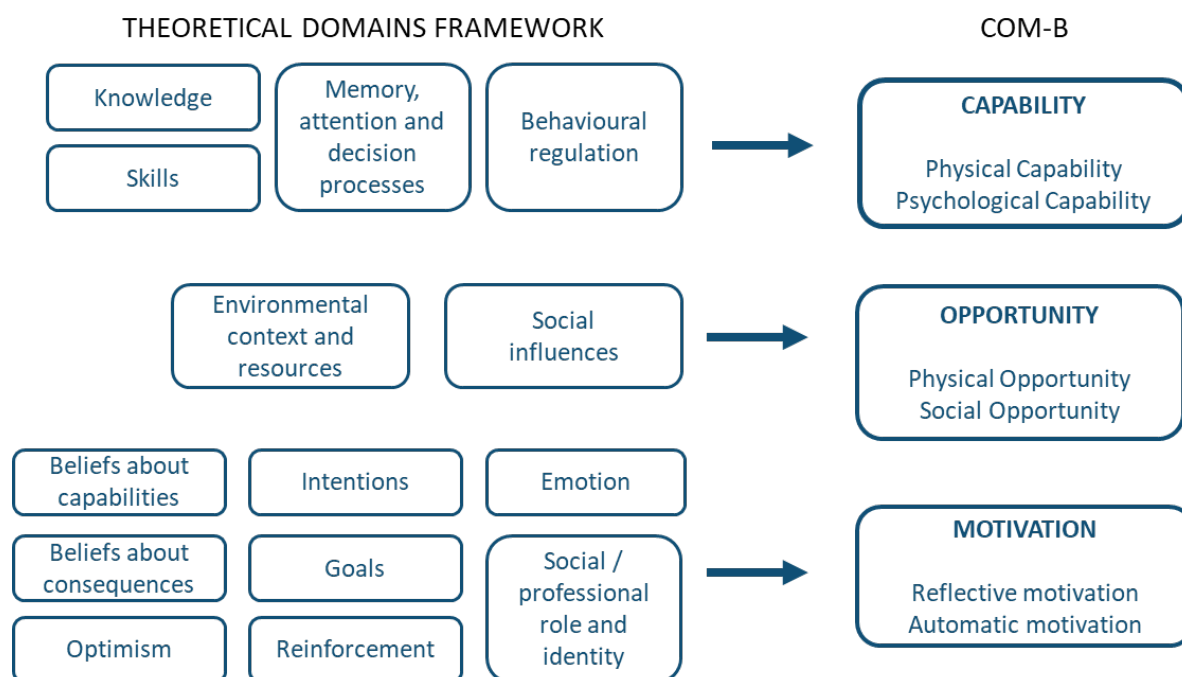 THEORETICAL DOMAINS FRAMEWORK
COM-B
Knowledge
Skills
Memory,
attention and
decision
processes
Behavioural
regulation
CAPABILITY
Physical Capability
Psychological Capability
Environmental
context and
resources
Social
influences
OPPORTUNITY
Physical Opportunity
Social Opportunity
Beliefs about
capabilities
Intentions
Emotion
Beliefs about
consequences
Goals
Social /
professional
role and
identity
Optimism
Reinforcement
MOTIVATION
Reflective motivation
Automatic motivation